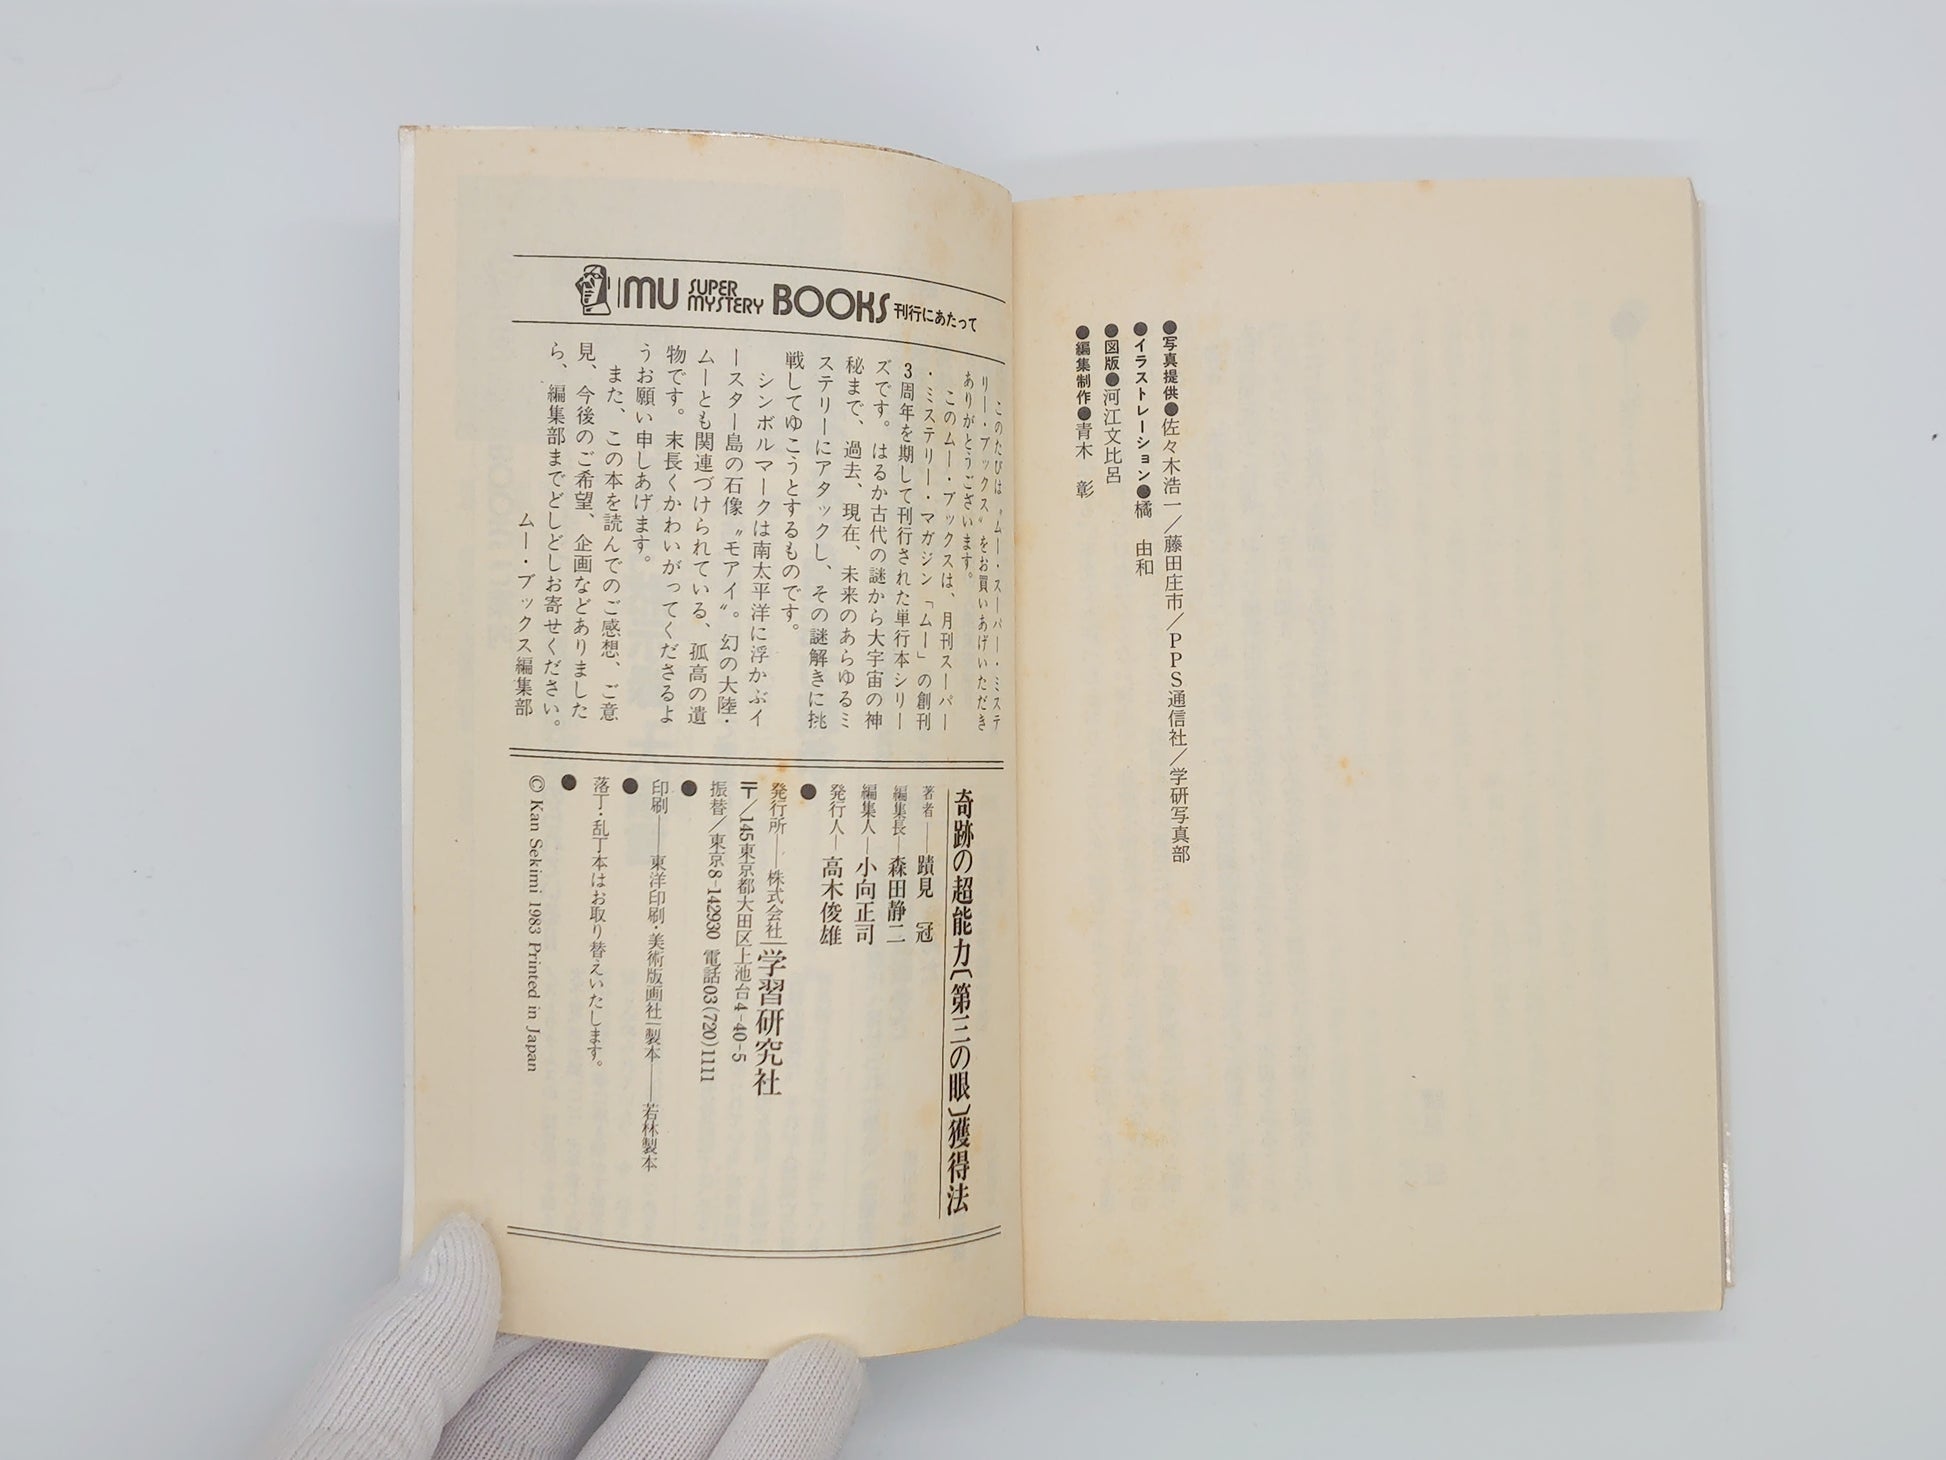 ●写真提供●佐々木浩一／藤田庄市／PPS通信社／学研写真部
●イラストレーション●橘　由和
●図版●河江文比呂
●編集制作●青木　彰
MU SUPER MYSTERY BOOKS 刊行にあたって
このたびは〝ムー・スーパー・ミステ
リー・ブックス〟をお買いあげいただき
ありがとうございます。
このムー・ブックスは、月刊スーパー
・ミステリー・マガジン「ムー」の創刊
3周年を期して刊行された単行本シリー
ズです。はるか古代の謎から大宇宙の神
秘まで、過去、現在、未来のあらゆるミ
ステリーにアタックし、その謎解きに挑
戦してゆこうとするものです。
シンボルマークは南太平洋に浮かぶイ
ースター島の石像〝モアイ〟。幻の大陸・
ムーとも関連づけられている、孤高の遺
物です。末長くかわいがってくださるよ
うお願い申しあげます。
また、この本を読んでのご感想、ご意
見、今後のご希望、企画などありました
ら、編集部までどしどしお寄せください。
ムー・ブックス編集部
奇跡の超能力〔第三の眼〕獲得法
著者──蹟見　冠
編集長─森田静二
編集人─小向正司
発行人─高木俊雄
●
発行所──株式会社｜学習研究社
〒／145東京都大田区上池台4-40-5
振替／東京8-142930 電話03(720)1111
●
印刷──東洋印刷・美術版画社｜製本──若林製本
●
落丁・乱丁本はお取り替えいたします。
●
© Kan Sekimi 1983 Printed in Japan